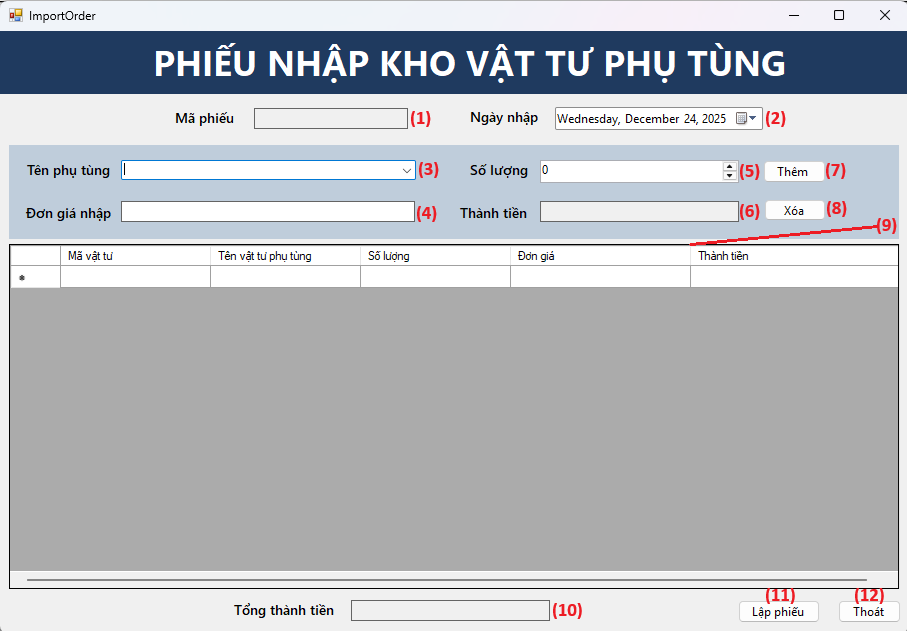 ImportOrder
PHIẾU NHẬP KHO VẬT TƯ PHỤ TÙNG
Mã phiếu (1) Ngày nhập Wednesday, December 24, 2025 (2)
Tên phụ tùng (3) Số lượng 0 (5) Thêm (7)
Đơn giá nhập (4) Thành tiền (6) Xóa (8)
(9)
Mã vật tư Tên vật tư phụ tùng Số lượng Đơn giá Thành tiền
Tổng thành tiền (10) (11) (12)
Lập phiếu Thoát